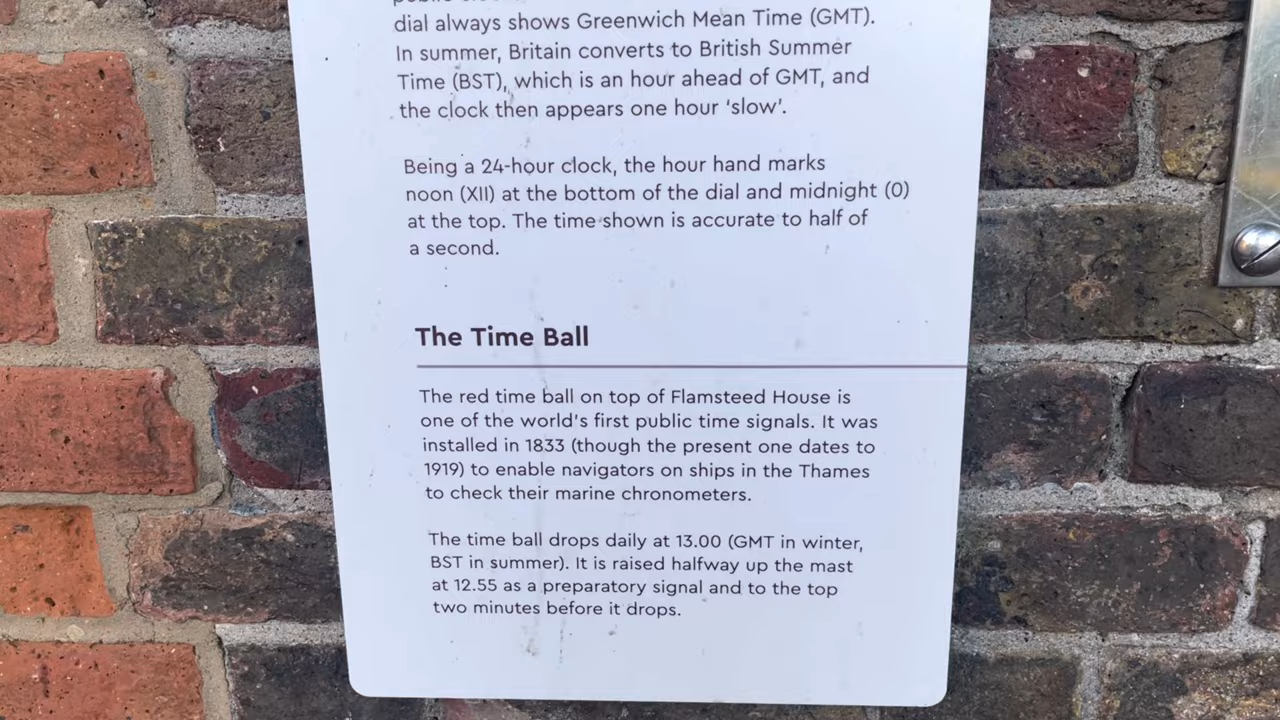 dial always shows Greenwich Mean Time (GMT).
In summer, Britain converts to British Summer
Time (BST), which is an hour ahead of GMT, and
the clock then appears one hour ‘slow’.
Being a 24-hour clock, the hour hand marks
noon (XII) at the bottom of the dial and midnight (0)
at the top. The time shown is accurate to half of
a second.
The Time Ball
The red time ball on top of Flamsteed House is
one of the world’s first public time signals. It was
installed in 1833 (though the present one dates to
1919) to enable navigators on ships in the Thames
to check their marine chronometers.
The time ball drops daily at 13.00 (GMT in winter,
BST in summer). It is raised halfway up the mast
at 12.55 as a preparatory signal and to the top
two minutes before it drops.